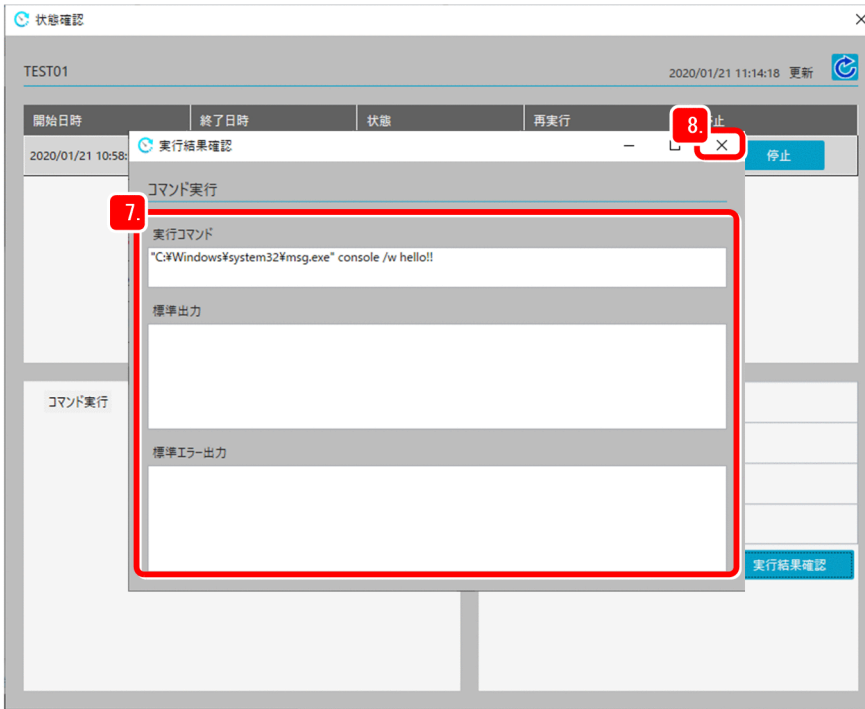 状態確認
TEST01
2020/01/21 11:14:18 更新
開始日時 終了日時 状態 再実行 止
8.
2020/01/21 10:58:
停止
実行結果確認
コマンド実行
7.
実行コマンド
"C:¥Windows¥system32¥msg.exe" console /w hello!!
標準出力
コマンド実行
標準エラー出力
実行結果確認